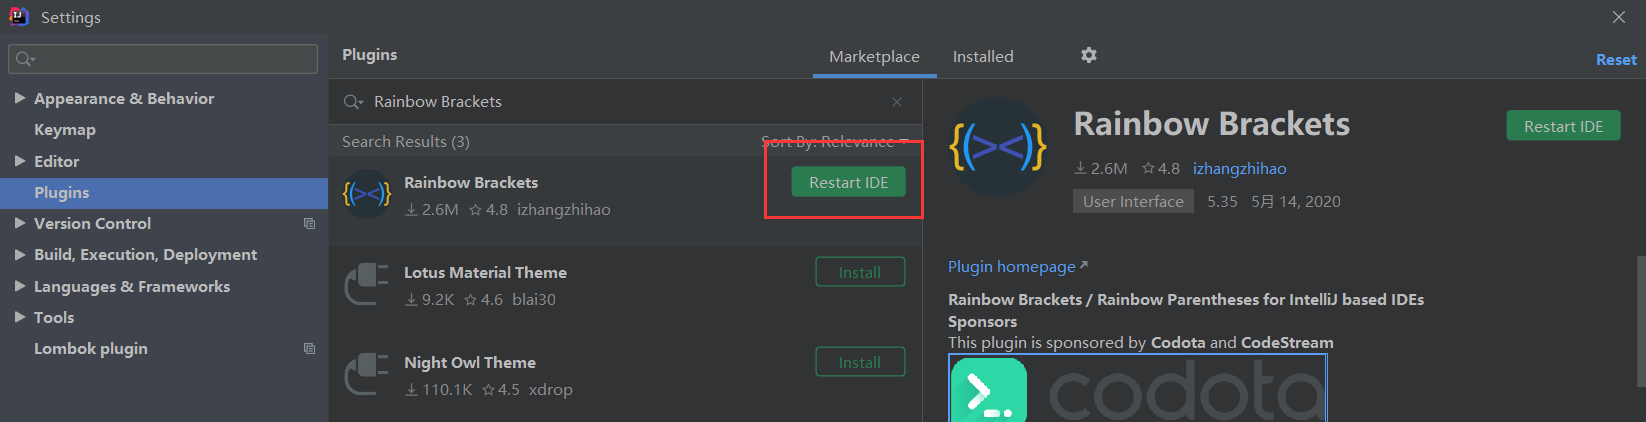 Settings
Plugins
Marketplace
Installed
Reset
Appearance & Behavior
Keymap
Editor
Plugins
Version Control
Build, Execution, Deployment
Languages & Frameworks
Tools
Lombok plugin
Rainbow Brackets
Search Results (3)
Sort By: Relevance
Rainbow Brackets
Restart IDE
2.6M 4.8 izhangzhihao
Lotus Material Theme
Install
9.2K 4.6 blai30
Night Owl Theme
Install
110.1K 4.5 xdrop
Rainbow Brackets
Restart IDE
2.6M 4.8 izhangzhihao
User Interface 5.35 5月 14, 2020
Plugin homepage
Rainbow Brackets / Rainbow Parentheses for IntelliJ based IDEs
Sponsors
This plugin is sponsored by Codota and CodeStream
codota